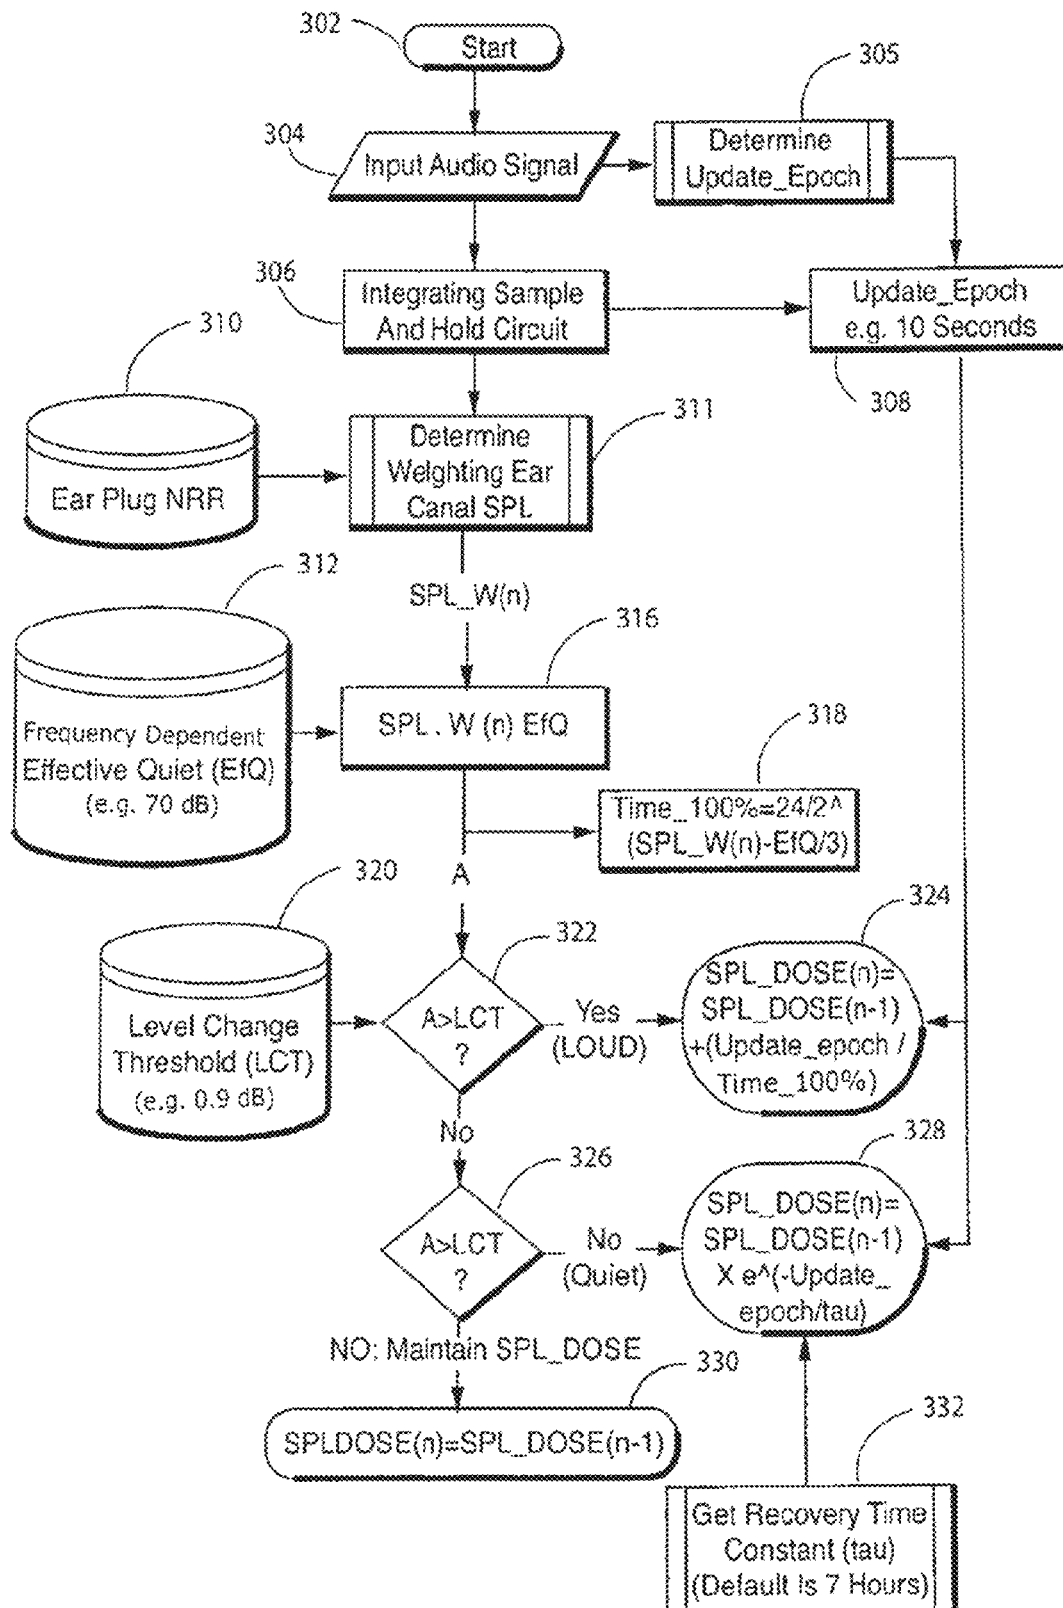 302
Start
305
304
Input Audio Signal
Determine
Update_Epoch
306
Integrating Sample
And Hold Circuit
Update_Epoch
e.g. 10 Seconds
308
310
Ear Plug NRR
311
Determine
Welghting Ear
Canal SPL
312
SPL_W(n)
316
Frequency Dependent
Effective Quiet (EfQ)
(e.g. 70 dB)
SPL . W (n) EfQ
318
Time_100%=24/2^
(SPL_W(n)-EfQ/3)
A
320
Level Change
Threshold (LCT)
(e.g. 0.9 dB)
322
A>LCT
?
Yes
(LOUD)
324
SPL_DOSE(n)=
SPL_DOSE(n-1)
+(Update_epoch /
Time_100%)
No
326
A>LCT
?
No
(Quiet)
328
SPL_DOSE(n)=
SPL_DOSE(n-1)
X e^(-Update_
epoch/tau)
NO: Maintain SPL_DOSE
330
SPLDOSE(n)=SPL_DOSE(n-1)
332
Get Recovery Time
Constant (tau)
(Default Is 7 Hours)